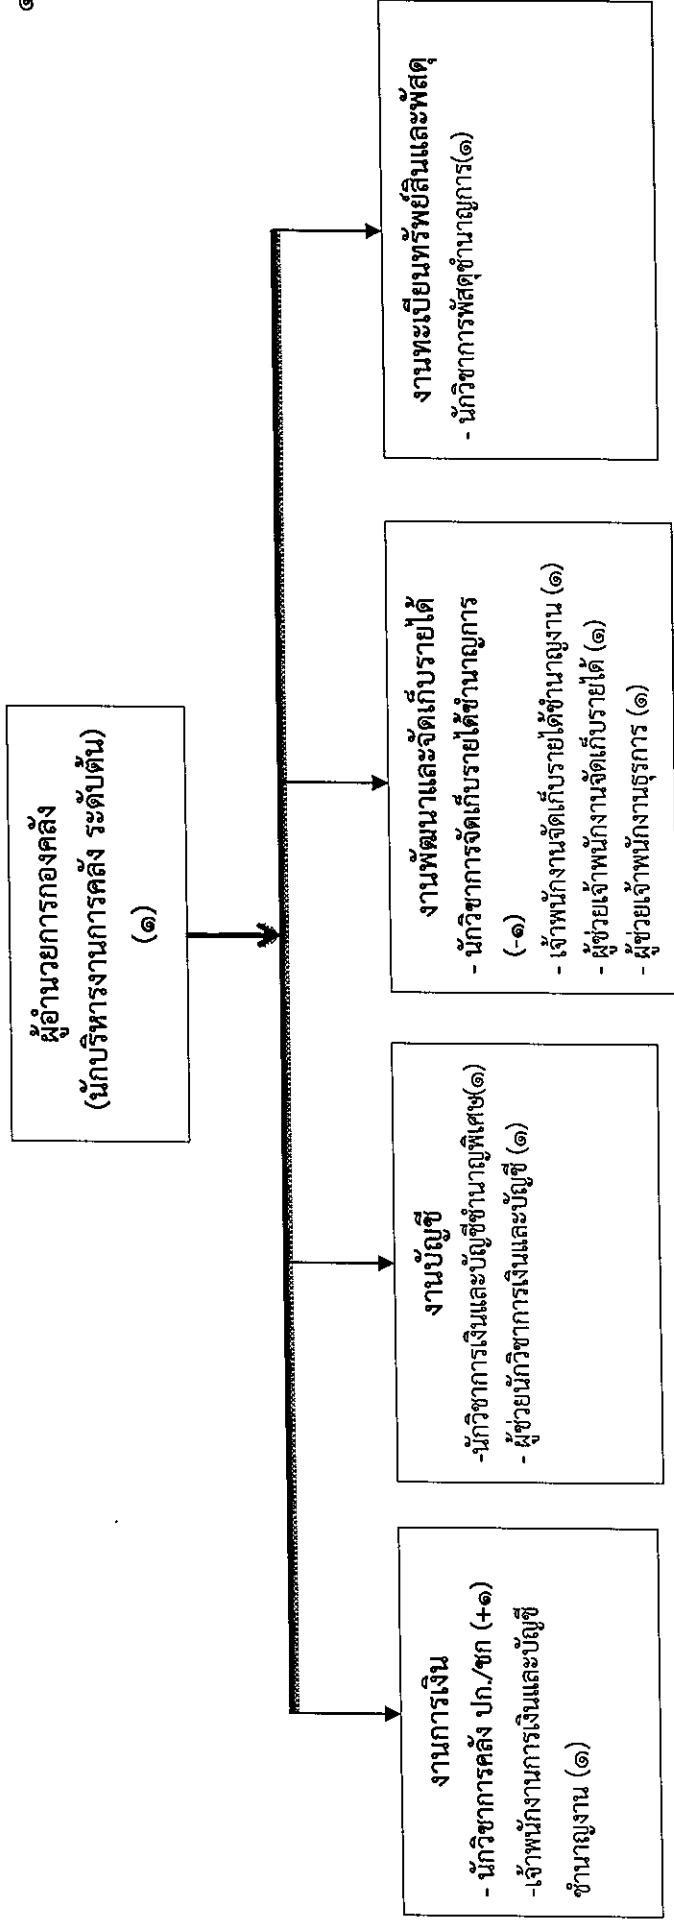 ผู้อำนวยการกองคลัง
(นักบริหารงานการคลัง ระดับต้น)
(๑)
งานการเงิน
- นักวิชาการคลัง ปก./ชก (+๑)
-เจ้าพนักงานการเงินและบัญชี
ชำนาญงาน (๑)
งานบัญชี
-นักวิชาการเงินและบัญชีชำนาญพิเศษ(๑)
- ผู้ช่วยนักวิชาการเงินและบัญชี (๑)
งานพัฒนาและจัดเก็บรายได้
- นักวิชาการจัดเก็บรายได้ชำนาญการ
(-๑)
- เจ้าพนักงานจัดเก็บรายได้ชำนาญงาน (๑)
- ผู้ช่วยเจ้าพนักงานจัดเก็บรายได้ (๑)
- ผู้ช่วยเจ้าพนักงานธุรการ (๑)
งานทะเบียนทรัพย์สินและพัสดุ
- นักวิชาการพัสดุชำนาญการ(๑)